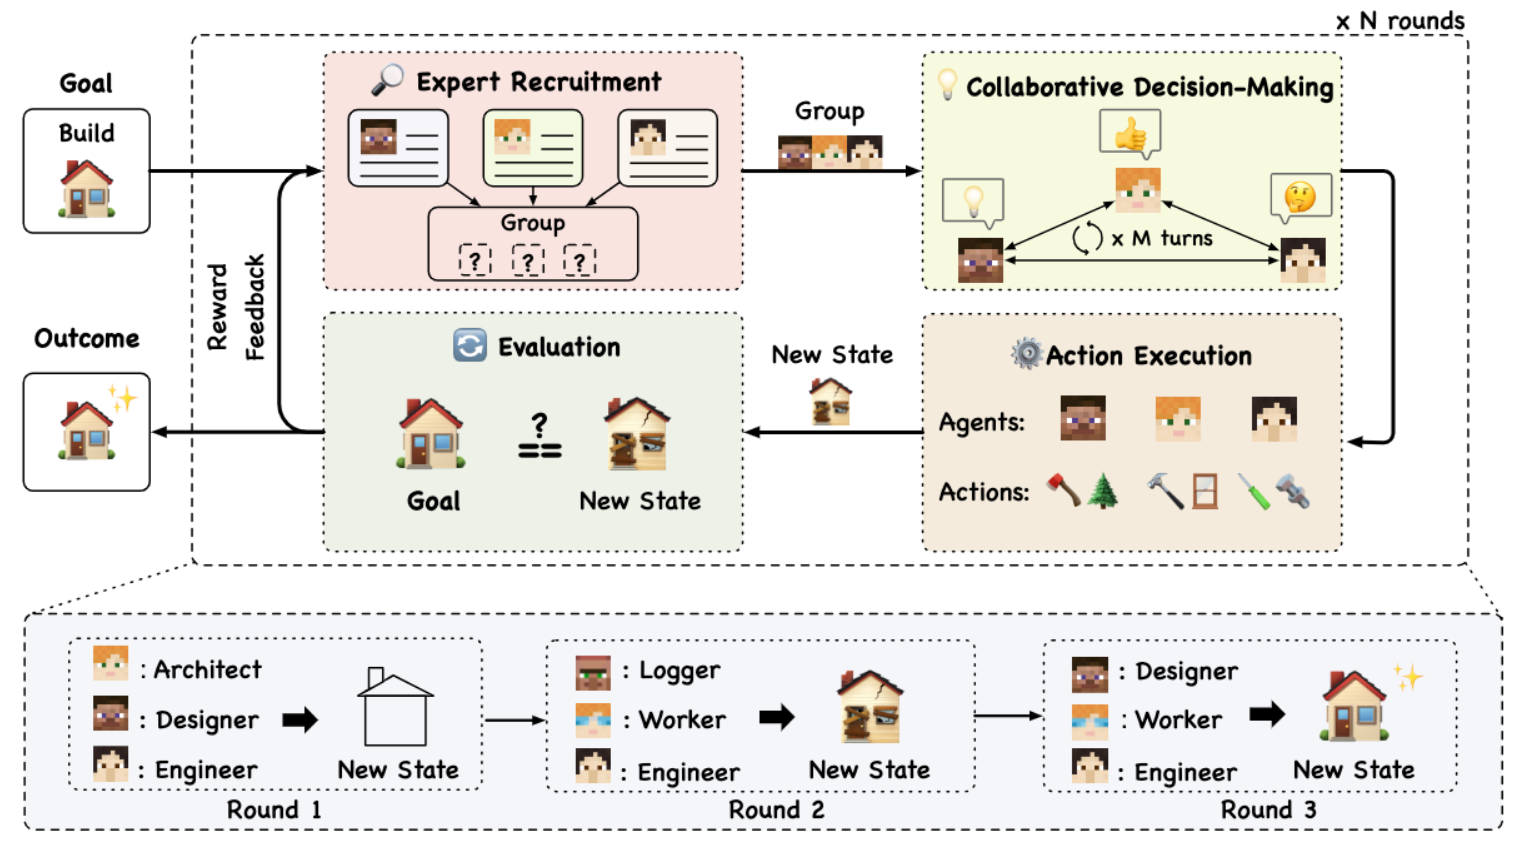 x N rounds
Goal
Build
Expert Recruitment
Group
? ? ?
Group
Collaborative Decision-Making
x M turns
Reward
Feedback
Outcome
Evaluation
?
==
Goal
New State
New State
Action Execution
Agents:
Actions:
: Architect
: Designer
: Engineer
New State
Round 1
: Logger
: Worker
: Engineer
New State
Round 2
: Designer
: Worker
: Engineer
New State
Round 3